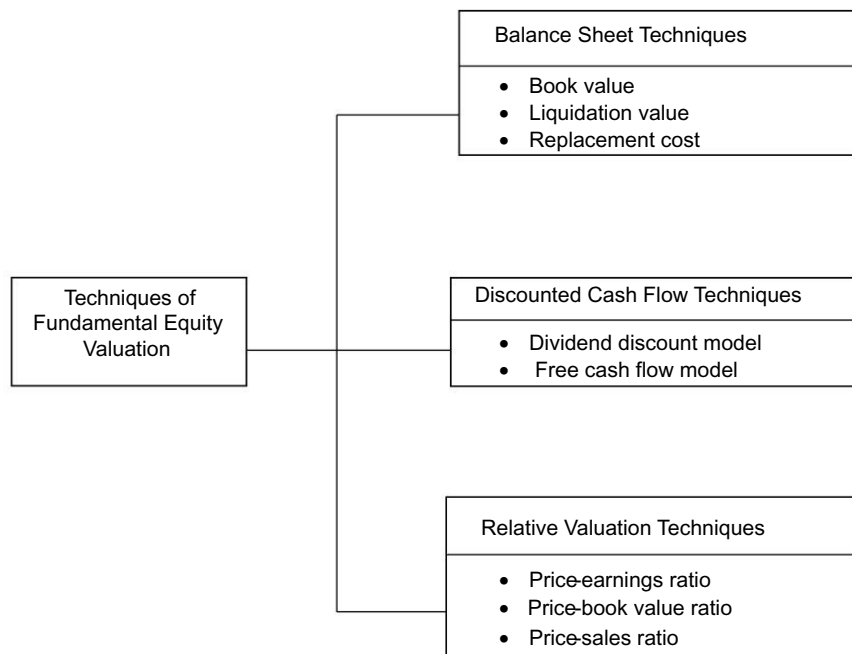 Balance Sheet Techniques
• Book value
• Liquidation value
• Replacement cost
Techniques of
Fundamental Equity
Valuation
Discounted Cash Flow Techniques
• Dividend discount model
• Free cash flow model
Relative Valuation Techniques
• Price-earnings ratio
• Price-book value ratio
• Price-sales ratio